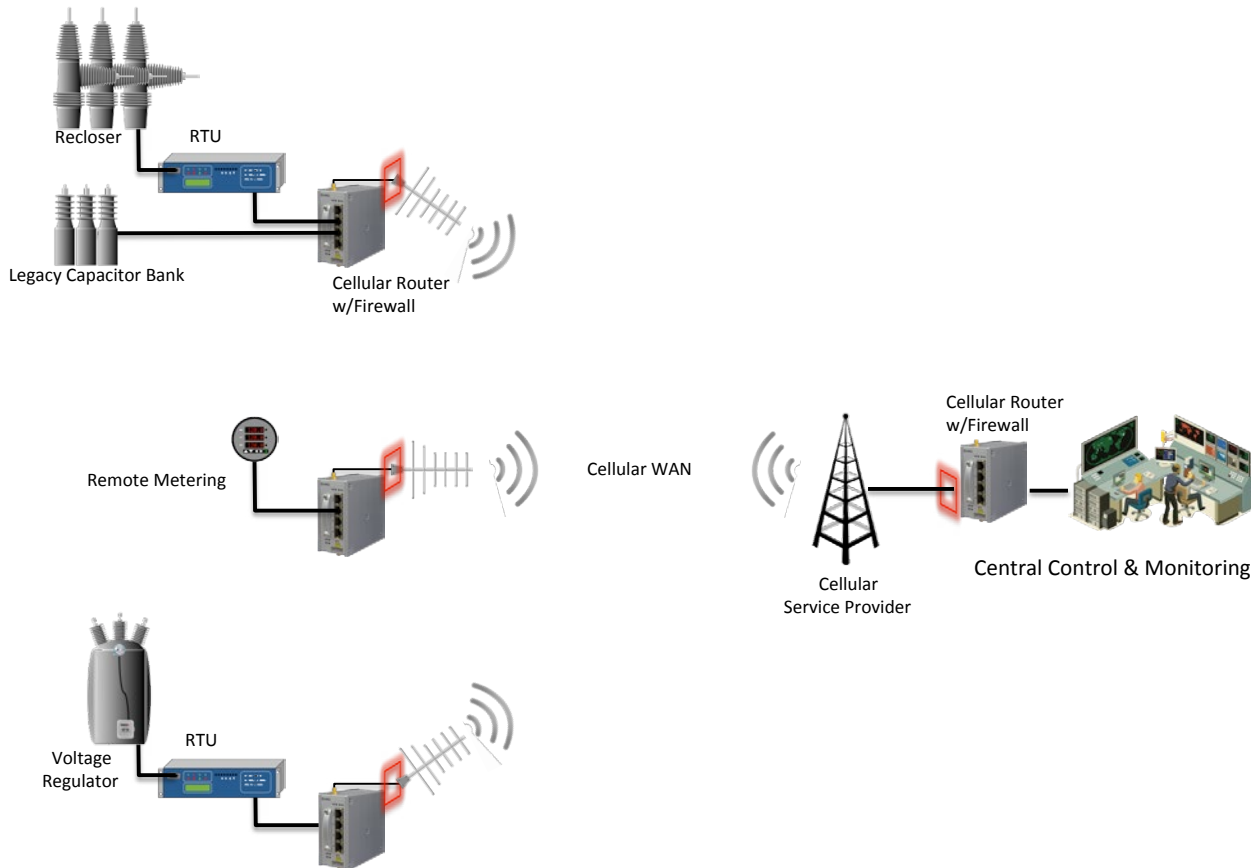 Recloser
RTU
Legacy Capacitor Bank
Cellular Router
w/Firewall
Remote Metering
Cellular WAN
Cellular Router
w/Firewall
Cellular
Service Provider
Central Control & Monitoring
Voltage
Regulator
RTU